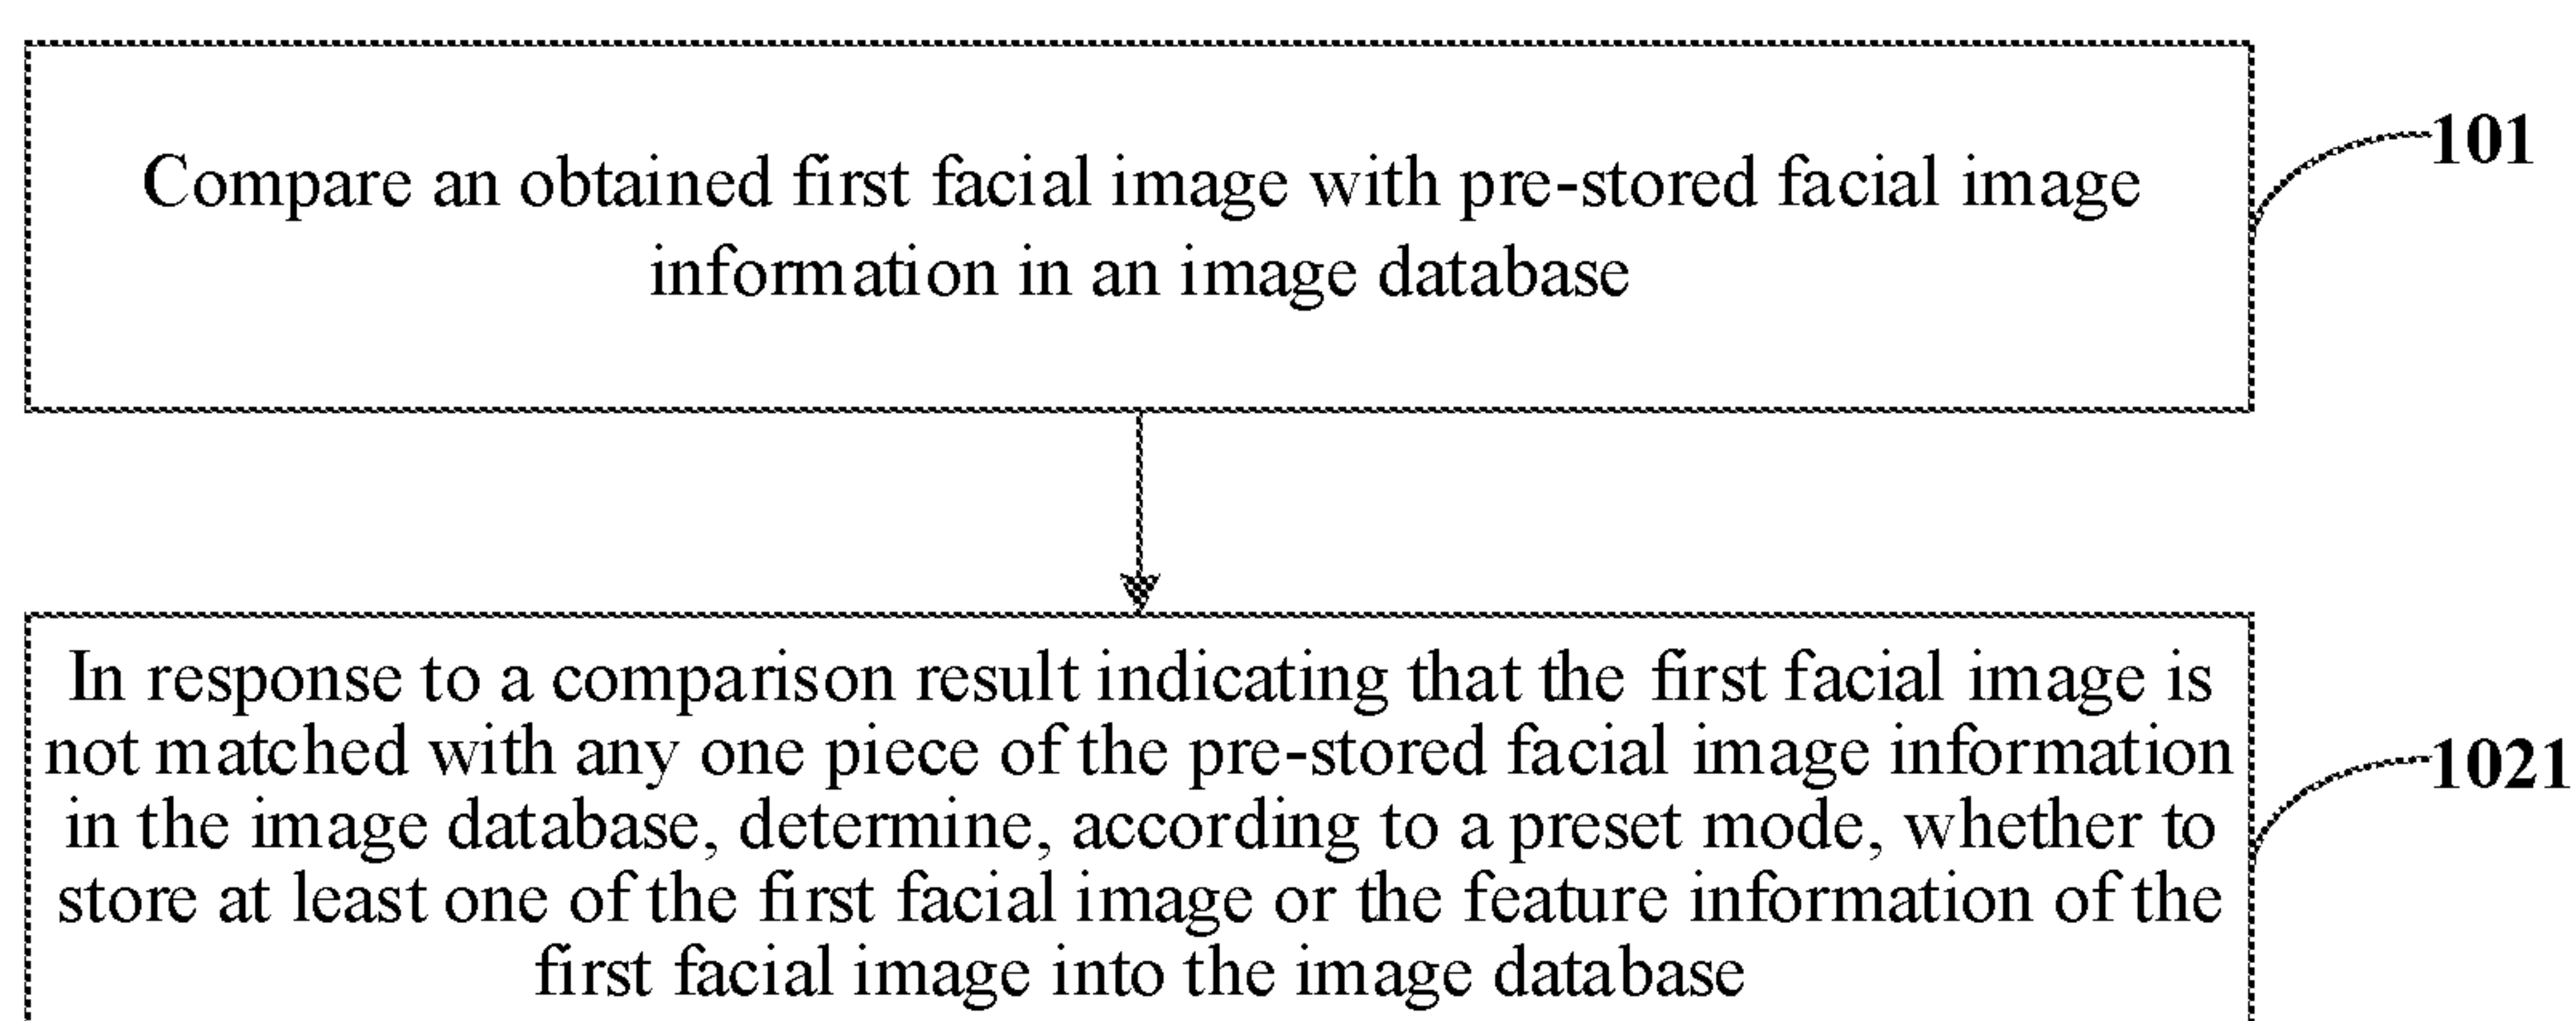 Compare an obtained first facial image with pre-stored facial image
information in an image database
101
In response to a comparison result indicating that the first facial image is
not matched with any one piece of the pre-stored facial image information
in the image database, determine, according to a preset mode, whether to
store at least one of the first facial image or the feature information of the
first facial image into the image database
1021